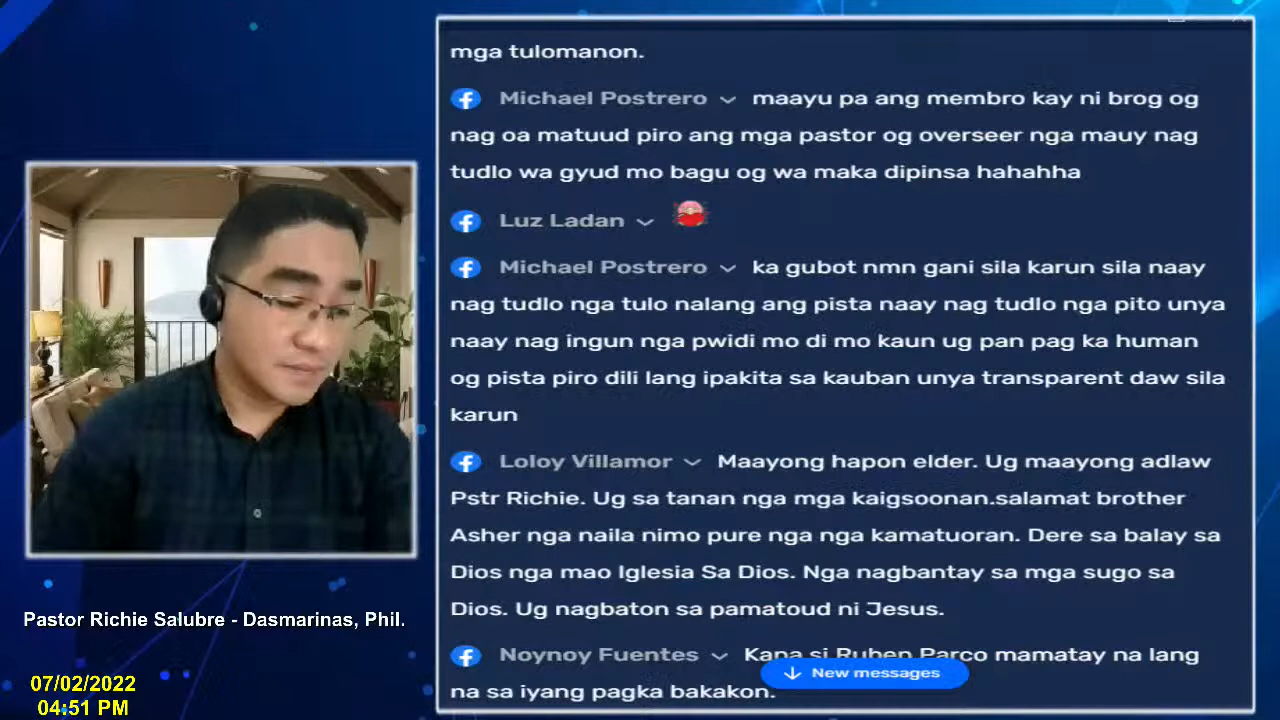 mga tulomanon.
Michael Postrero maayu pa ang membro kay ni brog og
nag oa matuud piro ang mga pastor og overseer nga mauy nag
tudlo wa gyud mo bagu og wa maka dipinsa hahahha
Luz Ladan
Michael Postrero ka gubot nmn gani sila karun sila naay
nag tudlo nga tulo nalang ang pista naay nag tudlo nga pito unya
naay nag ingun nga pwidi mo di mo kaun ug pan pag ka human
og pista piro dili lang ipakita sa kauban unya transparent daw sila
karun
Loloy Villamor Maayong hapon elder. Ug maayong adlaw
Pstr Richie. Ug sa tanan nga mga kaigsoonan.salamat brother
Asher nga naila nimo pure nga nga kamatuoran. Dere sa balay sa
Dios nga mao Iglesia Sa Dios. Nga nagbantay sa mga sugo sa
Dios. Ug nagbaton sa pamatoud ni Jesus.
Noynoy Fuentes Kana si Ruben Parco mamatay na lang
New messages
na sa iyang pagka bakakon.
Pastor Richie Salubre - Dasmarinas, Phil.
07/02/2022
04:51 PM